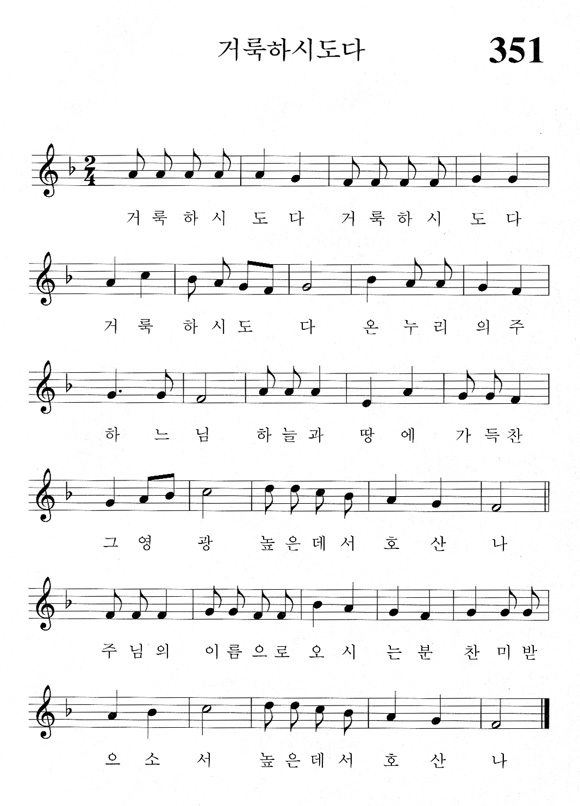 거룩하시도다 351
2/4
거 룩 하 시 도 다 거 룩 하 시 도 다
거 룩 하 시 도 다 온 누 리 의 주
하 느 님 하 늘 과 땅 에 가 득 찬
그 영 광 높 은 데 서 호 산 나
주 님 의 이 름 으 로 오 시 는 분 찬 미 받
으 소 서 높 은 데 서 호 산 나